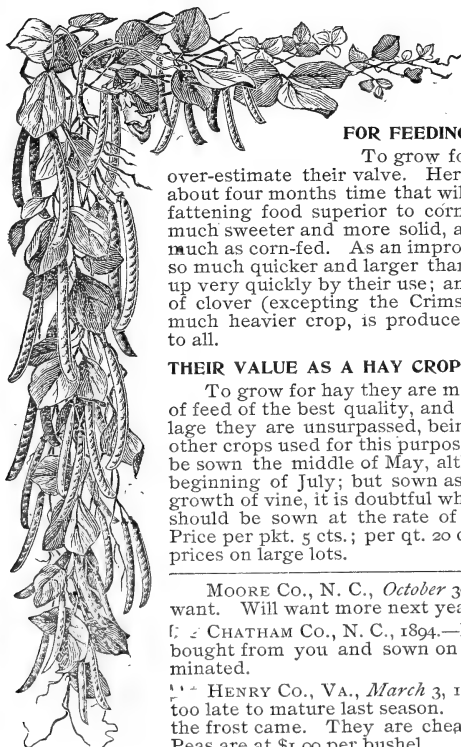 FOR FEEDING
To grow fo
over-estimate their valve. Her
about four months time that wil
fattening food superior to corn
much sweeter and more solid, a
much as corn-fed. As an impro
so much quicker and larger than
up very quickly by their use; an
of clover (excepting the Crims
much heavier crop, is produce
to all.
THEIR VALUE AS A HAY CROP
To grow for hay they are m
of feed of the best quality, and
lage they are unsurpassed, bein
other crops used for this purpos
be sown the middle of May, alt
beginning of July; but sown as
growth of vine, it is doubtful wh
should be sown at the rate of
Price per pkt. 5 cts.; per qt. 20 c
prices on large lots.
MOORE CO., N. C., October 3
want. Will want more next yea
CHATHAM CO., N. C., 1894.—
bought from you and sown on
minated.
HENRY CO., VA., March 3, 1
too late to mature last season.
the frost came. They are chea
Peas are at $1.00 per bushel